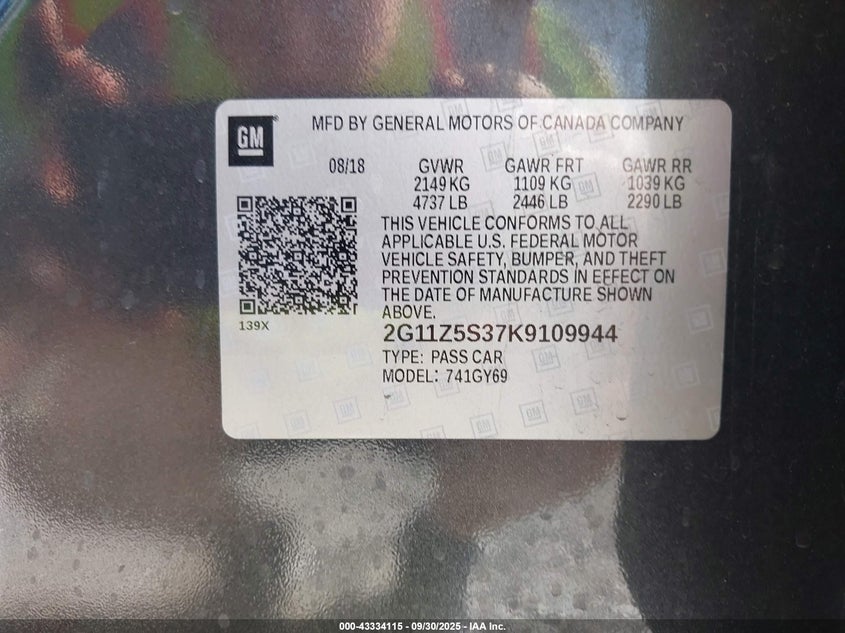 GM
MFD BY GENERAL MOTORS OF CANADA COMPANY
08/18 GVWR GAWR FRT GAWR RR
2149 KG 1109 KG 1039 KG
4737 LB 2446 LB 2290 LB
THIS VEHICLE CONFORMS TO ALL
APPLICABLE U.S. FEDERAL MOTOR
VEHICLE SAFETY, BUMPER, AND THEFT
PREVENTION STANDARDS IN EFFECT ON
THE DATE OF MANUFACTURE SHOWN
ABOVE.
139X
2G11Z5S37K9109944
TYPE: PASS CAR
MODEL: 741GY69
000-43334115 - 09/30/2025 - IAA Inc.